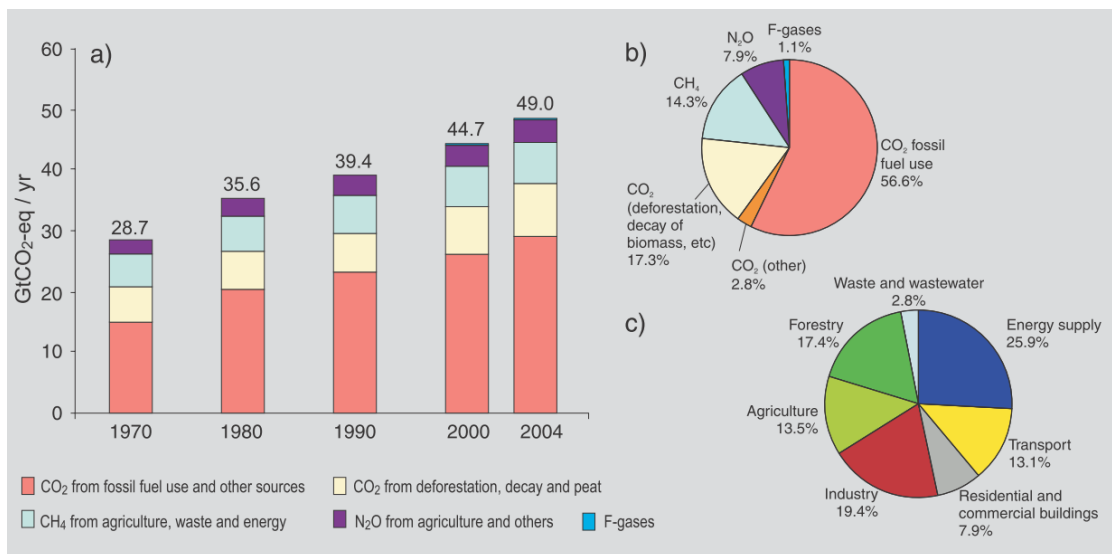 a)
GtCO₂-eq / yr
60
50
40
30
20
10
0
28.7
35.6
39.4
44.7
49.0
1970
1980
1990
2000
2004
CO₂ from fossil fuel use and other sources
CO₂ from deforestation, decay and peat
CH₄ from agriculture, waste and energy
N₂O from agriculture and others
F-gases
b)
F-gases
1.1%
N₂O
7.9%
CH₄
14.3%
CO₂ fossil
fuel use
56.6%
CO₂
(deforestation,
decay of
biomass, etc)
17.3%
CO₂ (other)
2.8%
c)
Waste and wastewater
2.8%
Forestry
17.4%
Energy supply
25.9%
Agriculture
13.5%
Transport
13.1%
Industry
19.4%
Residential and
commercial buildings
7.9%